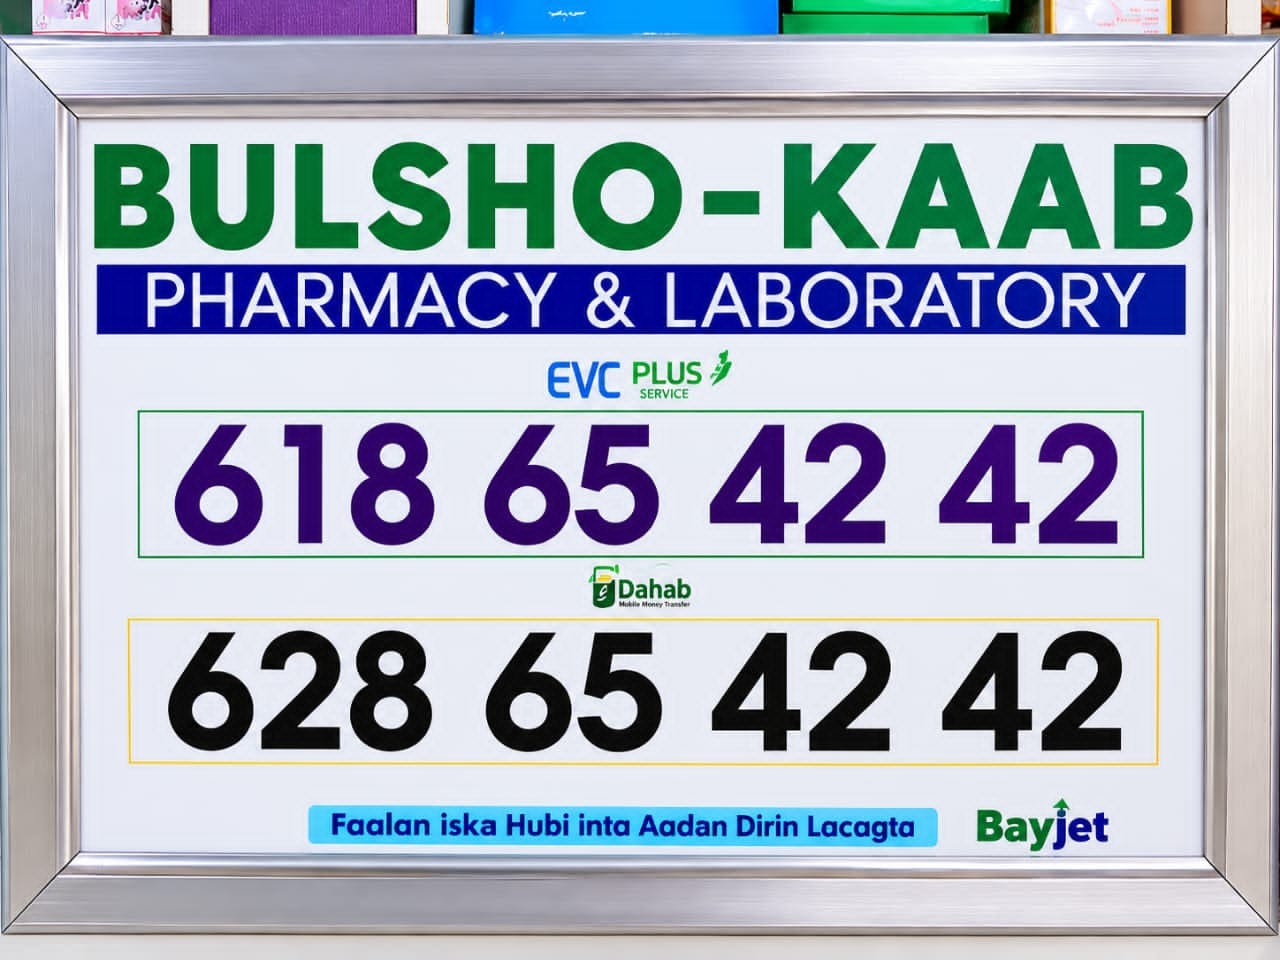 BULSHO-KAAB
PHARMACY & LABORATORY
EVC PLUS
SERVICE
618 65 42 42
eDahab
Mobile Money Transfer
628 65 42 42
Faalan iska Hubi inta Aadan Dirin Lacagta
Bayjet